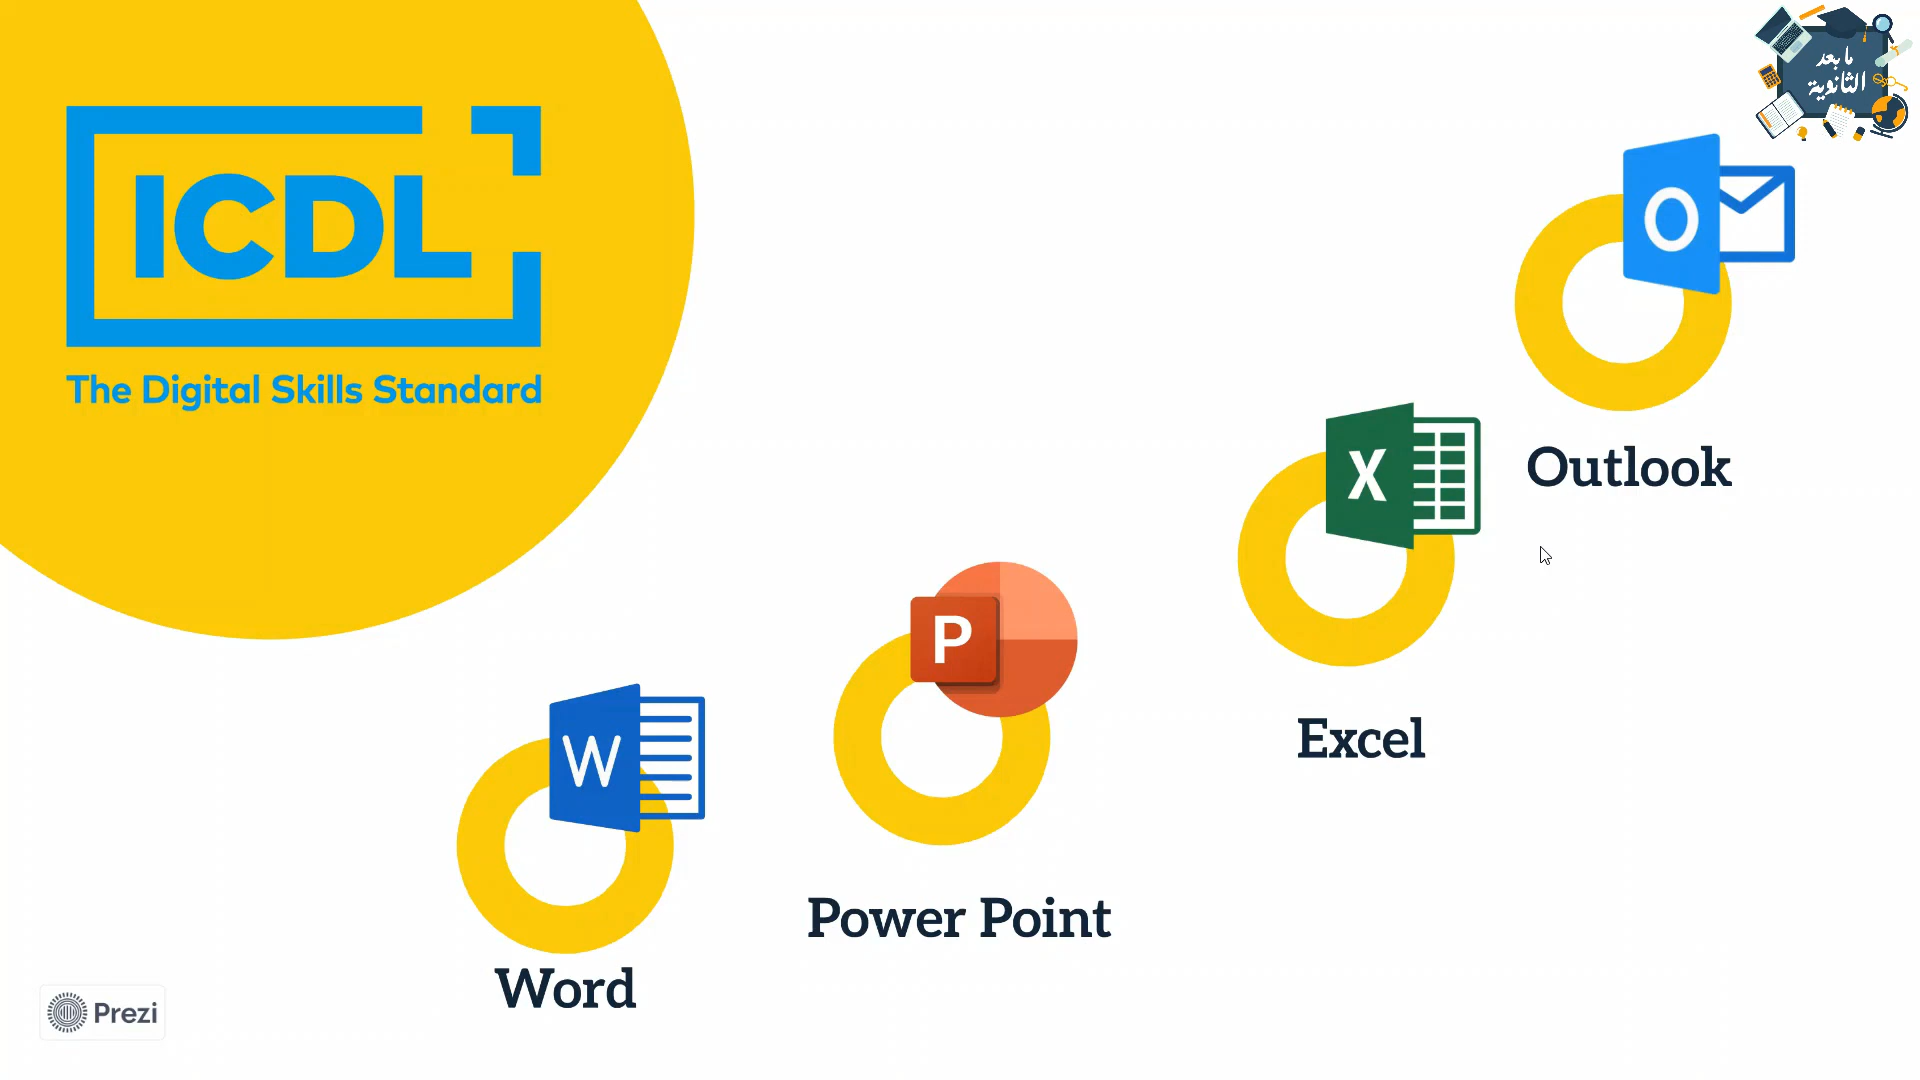 ما بعد
الثانوية
ICDL
The Digital Skills Standard
O
Outlook
X
Excel
P
Power Point
W
Word
Prezi